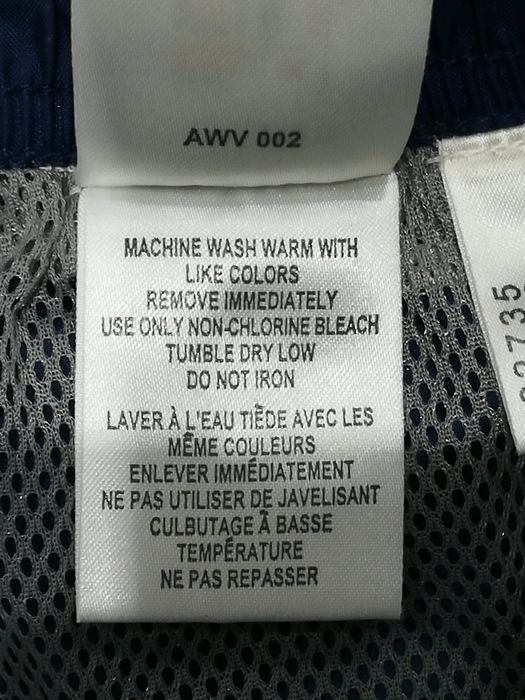 AWV 002
MACHINE WASH WARM WITH
LIKE COLORS
REMOVE IMMEDIATELY
USE ONLY NON-CHLORINE BLEACH
TUMBLE DRY LOW
DO NOT IRON
LAVER À L'EAU TIÈDE AVEC LES
MÊME COULEURS
ENLEVER IMMÉDIATEMENT
NE PAS UTILISER DE JAVELISANT
CULBUTAGE À BASSE
TEMPÉRATURE
NE PAS REPASSER
2735